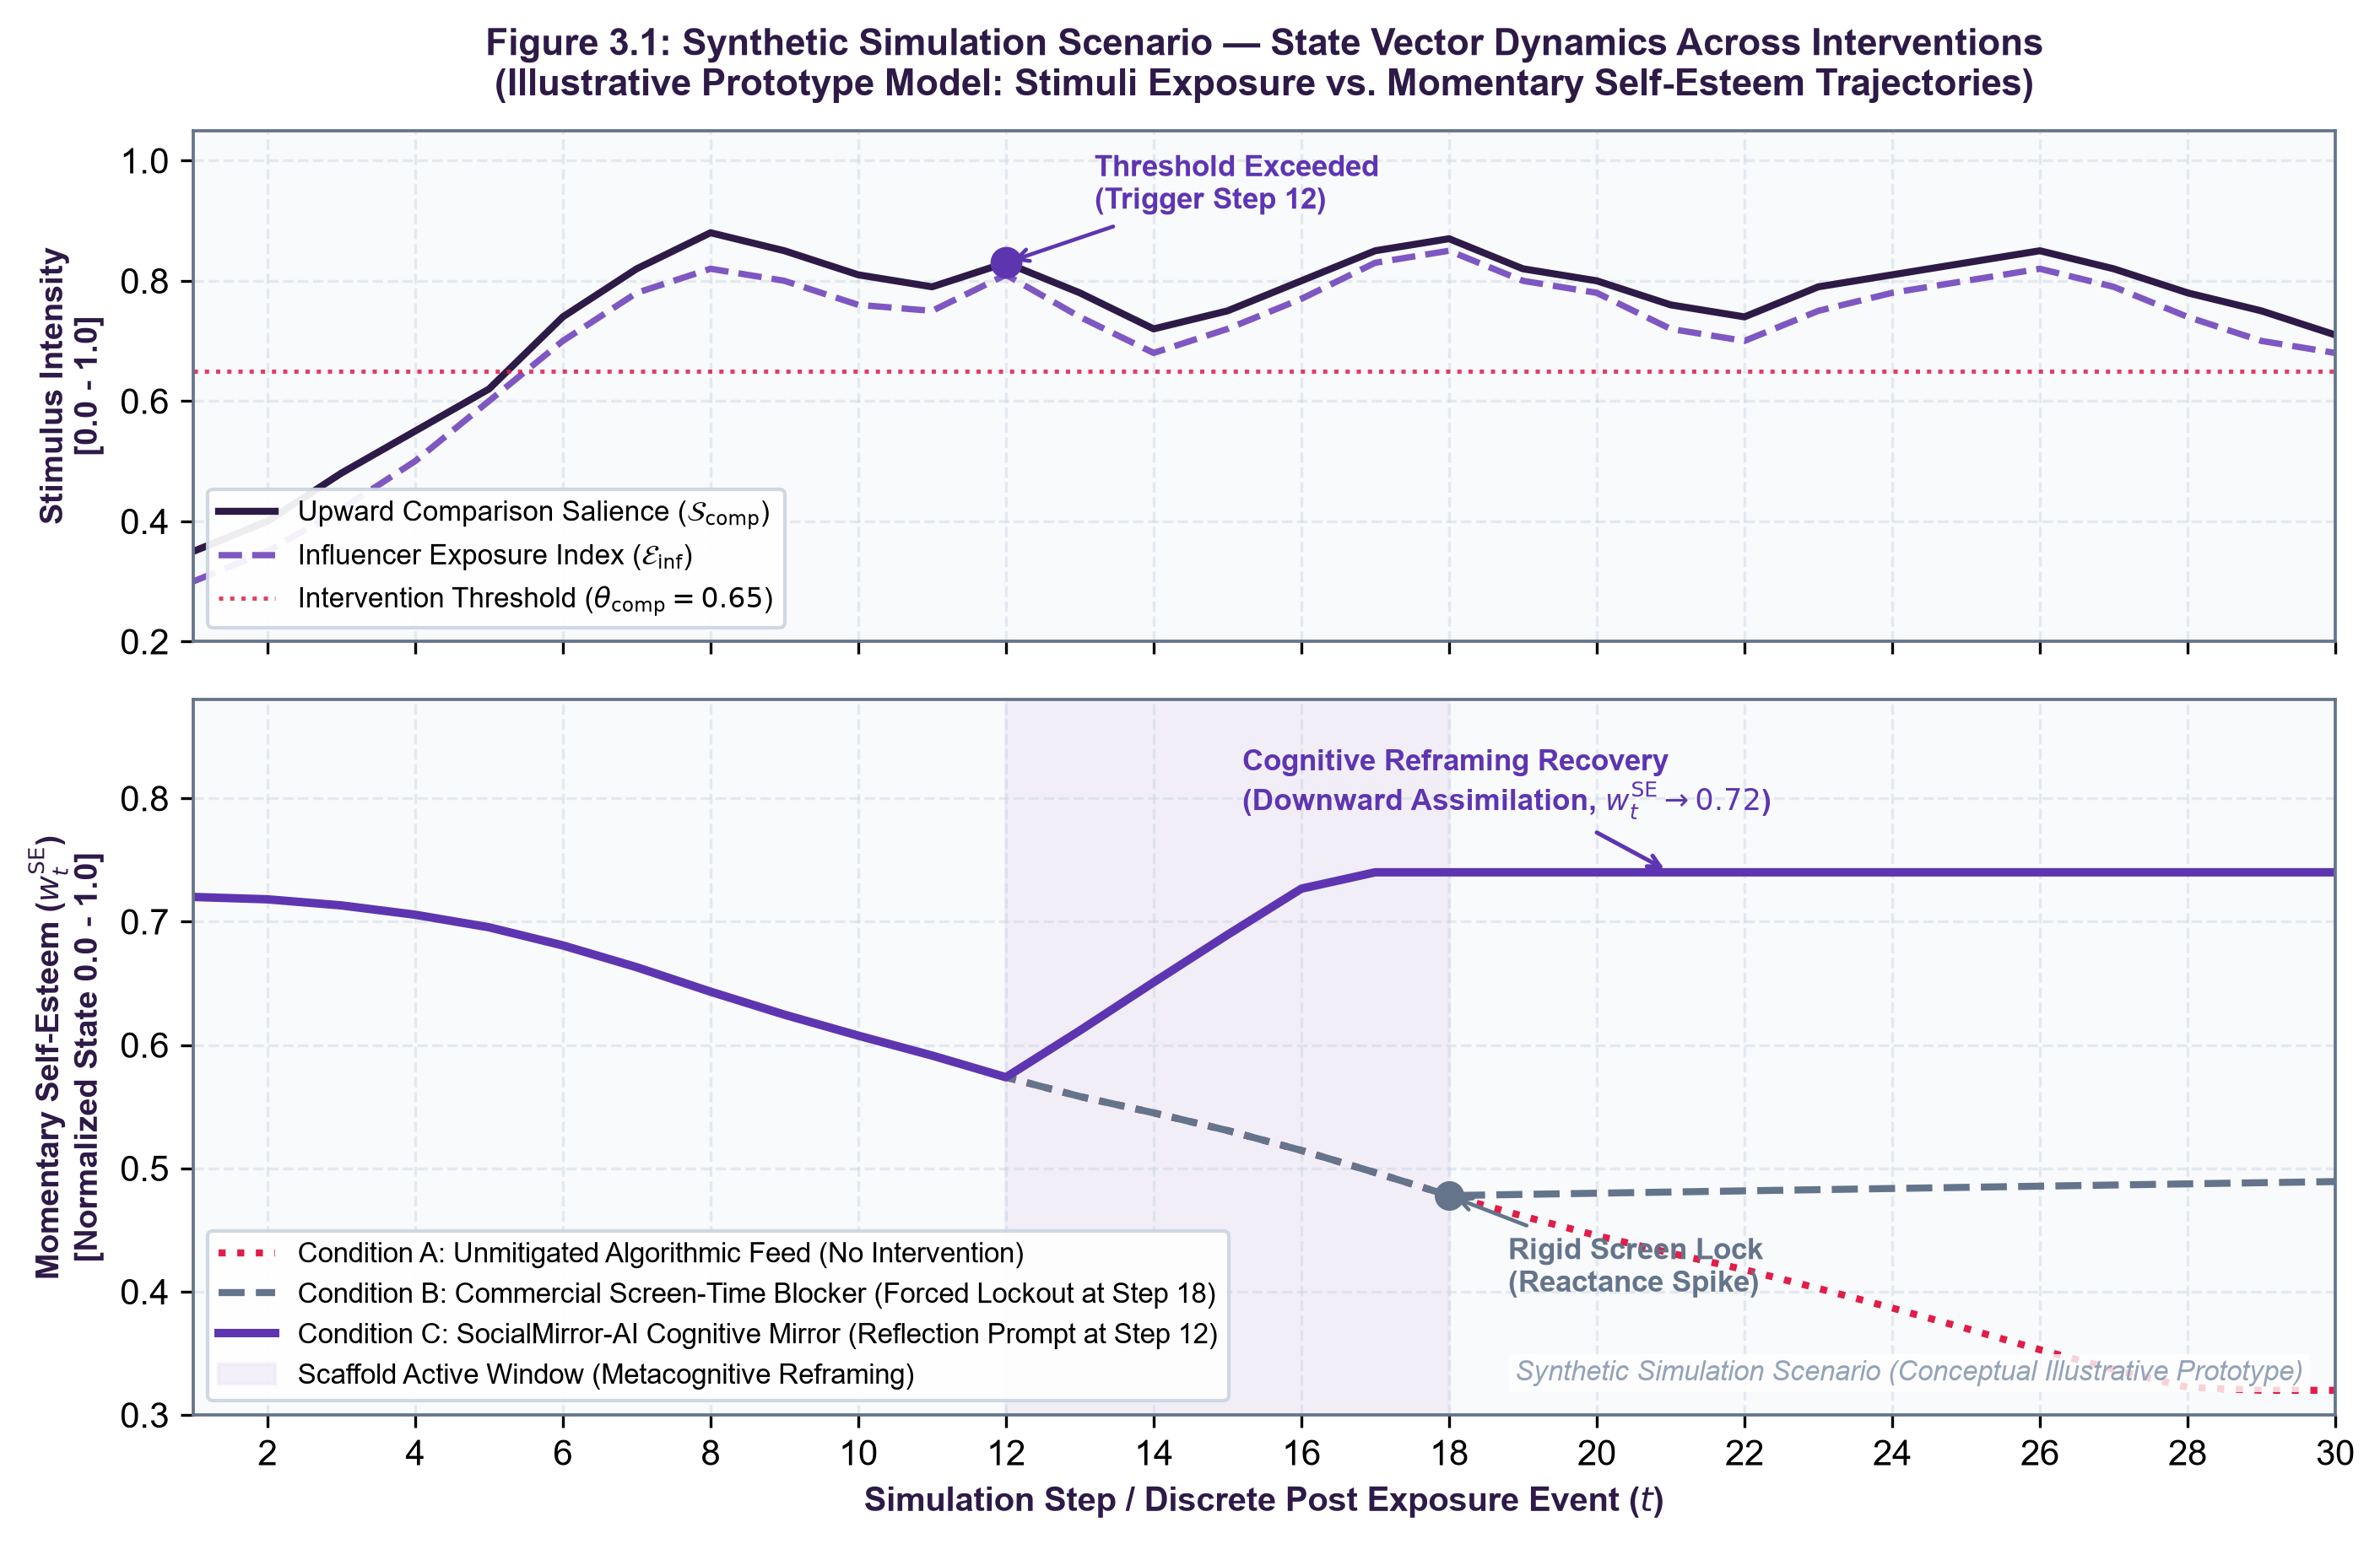 Figure 3.1: Synthetic Simulation Scenario — State Vector Dynamics Across Interventions
(Illustrative Prototype Model: Stimuli Exposure vs. Momentary Self-Esteem Trajectories)
Stimulus Intensity
[0.0 - 1.0]
1.0
0.8
0.6
0.4
0.2
Threshold Exceeded
(Trigger Step 12)
Upward Comparison Salience (𝒮comp)
Influencer Exposure Index (ℰinf)
Intervention Threshold (θcomp = 0.65)
Momentary Self-Esteem (w_t^SE)
[Normalized State 0.0 - 1.0]
0.8
0.7
0.6
0.5
0.4
0.3
Cognitive Reframing Recovery
(Downward Assimilation, w_t^SE → 0.72)
Rigid Screen Lock
(Reactance Spike)
Condition A: Unmitigated Algorithmic Feed (No Intervention)
Condition B: Commercial Screen-Time Blocker (Forced Lockout at Step 18)
Condition C: SocialMirror-AI Cognitive Mirror (Reflection Prompt at Step 12)
Scaffold Active Window (Metacognitive Reframing)
Synthetic Simulation Scenario (Conceptual Illustrative Prototype)
2 4 6 8 10 12 14 16 18 20 22 24 26 28 30
Simulation Step / Discrete Post Exposure Event (t)